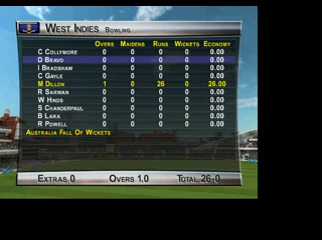 WEST INDIES BOWLING
OVERS MAIDENS RUNS WICKETS ECONOMY
C COLLYMORE 0 0 0 0 0.00
D BRAVO 0 0 0 0 0.00
I BRADSHAW 0 0 0 0 0.00
C GAYLE 0 0 0 0 0.00
M DILLON 1 0 26 0 26.00
R SARWAN 0 0 0 0 0.00
W HINDS 0 0 0 0 0.00
S CHANDERPAUL 0 0 0 0 0.00
B LARA 0 0 0 0 0.00
R POWELL 0 0 0 0 0.00
AUSTRALIA FALL OF WICKETS
EXTRAS 0 OVERS 1.0 TOTAL 26-0